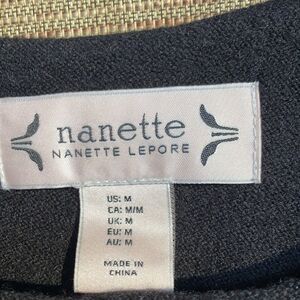 nanette
NANETTE LEPORE
US: M
CA: M/M
UK: M
EU: M
AU: M
MADE IN
CHINA